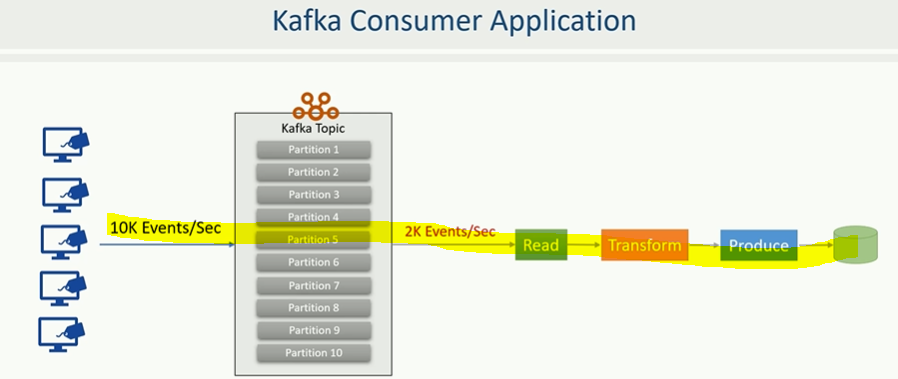 Kafka Consumer Application
Kafka Topic
Partition 1
Partition 2
Partition 3
Partition 4
10K Events/Sec
2K Events/Sec
Partition 5
Read
Transform
Produce
Partition 6
Partition 7
Partition 8
Partition 9
Partition 10